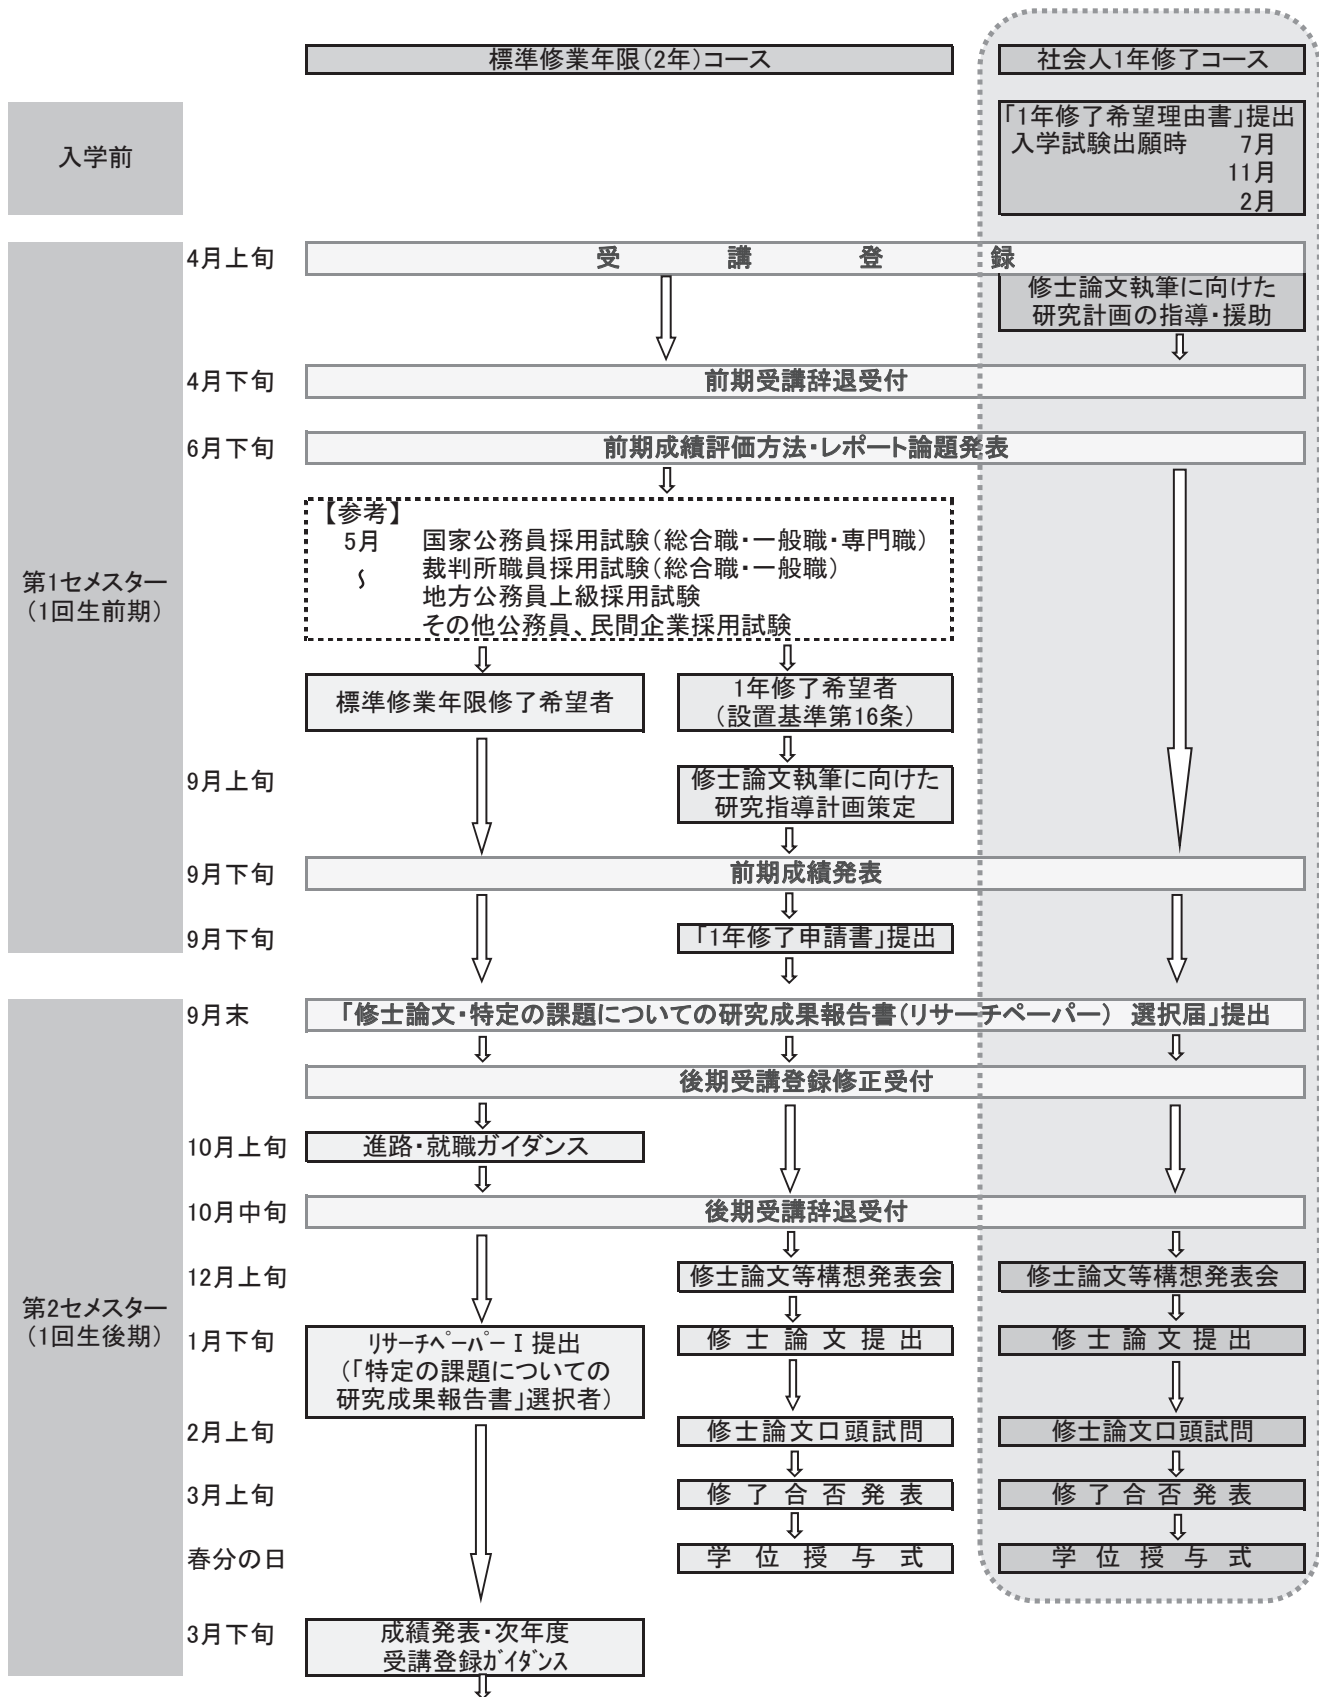 標準修業年限(2年)コース
社会人1年修了コース
入学前
「1年修了希望理由書」提出
入学試験出願時 7月
11月
2月
第1セメスター
(1回生前期)
4月上旬
受講登録
修士論文執筆に向けた
研究計画の指導・援助
4月下旬
前期受講辞退受付
6月下旬
前期成績評価方法・レポート論題発表
【参考】
5月 国家公務員採用試験(総合職・一般職・専門職)
~ 裁判所職員採用試験(総合職・一般職)
地方公務員上級採用試験
その他公務員、民間企業採用試験
標準修業年限修了希望者
1年修了希望者
(設置基準第16条)
9月上旬
修士論文執筆に向けた
研究指導計画策定
9月下旬
前期成績発表
9月下旬
「1年修了申請書」提出
第2セメスター
(1回生後期)
9月末
「修士論文・特定の課題についての研究成果報告書(リサーチペーパー) 選択届」提出
後期受講登録修正受付
10月上旬
進路・就職ガイダンス
10月中旬
後期受講辞退受付
12月上旬
修士論文等構想発表会
修士論文等構想発表会
1月下旬
リサーチペーパーⅠ提出
(「特定の課題についての
研究成果報告書」選択者)
修士論文提出
修士論文提出
2月上旬
修士論文口頭試問
修士論文口頭試問
3月上旬
修了合否発表
修了合否発表
春分の日
学位授与式
学位授与式
3月下旬
成績発表・次年度
受講登録ガイダンス